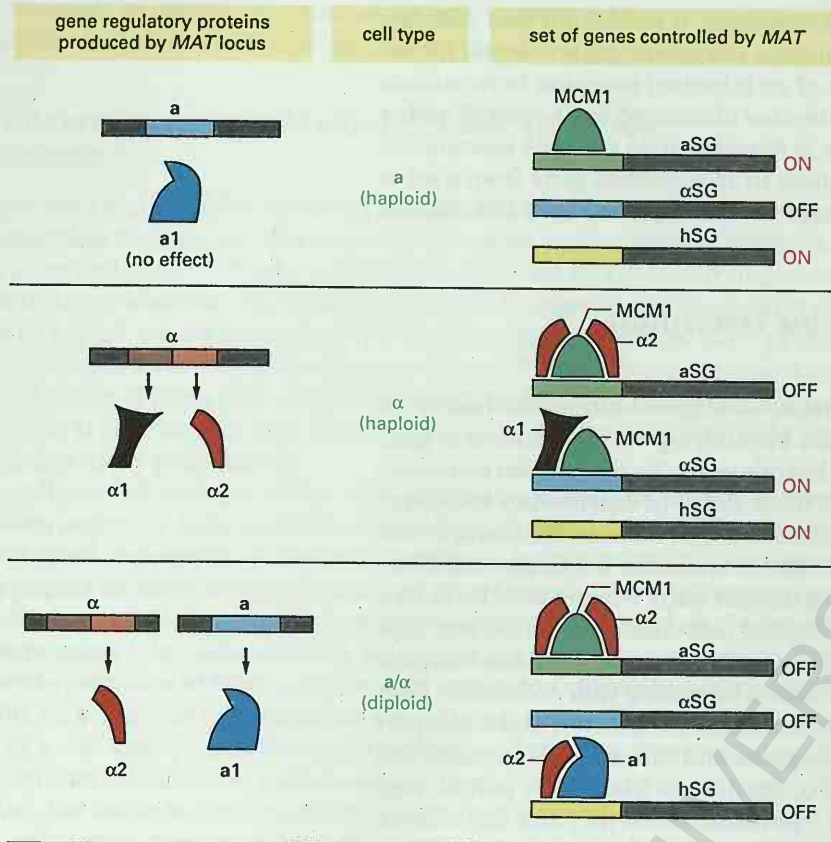 gene regulatory proteins
produced by MAT locus
cell type
set of genes controlled by MAT
a
a1
(no effect)
a
(haploid)
MCM1
aSG
ON
αSG
OFF
hSG
ON
α
α1
α2
α
(haploid)
MCM1
α2
aSG
OFF
α1
MCM1
αSG
ON
hSG
ON
α
a
α2
a1
a/α
(diploid)
MCM1
α2
aSG
OFF
αSG
OFF
α2
a1
hSG
OFF
IVERS